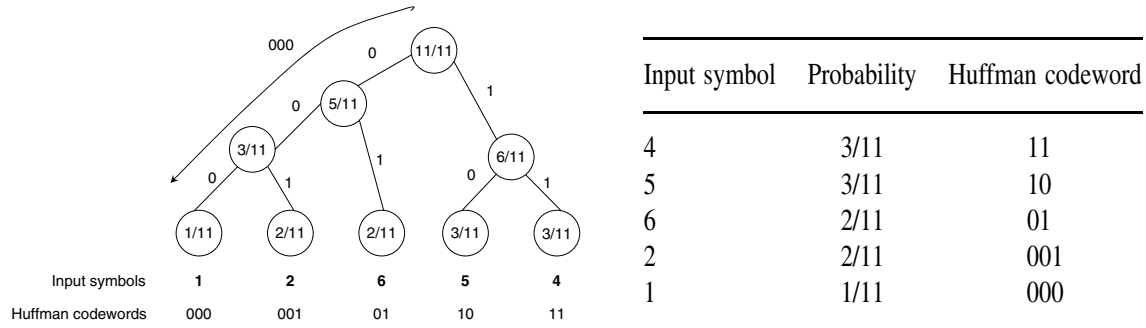 000
0
11/11
0
5/11
1
3/11
6/11
0
1
1
0
1
1/11
2/11
2/11
3/11
3/11
Input symbols 1 2 6 5 4
Huffman codewords 000 001 01 10 11
Input symbol Probability Huffman codeword
4 3/11 11
5 3/11 10
6 2/11 01
2 2/11 001
1 1/11 000